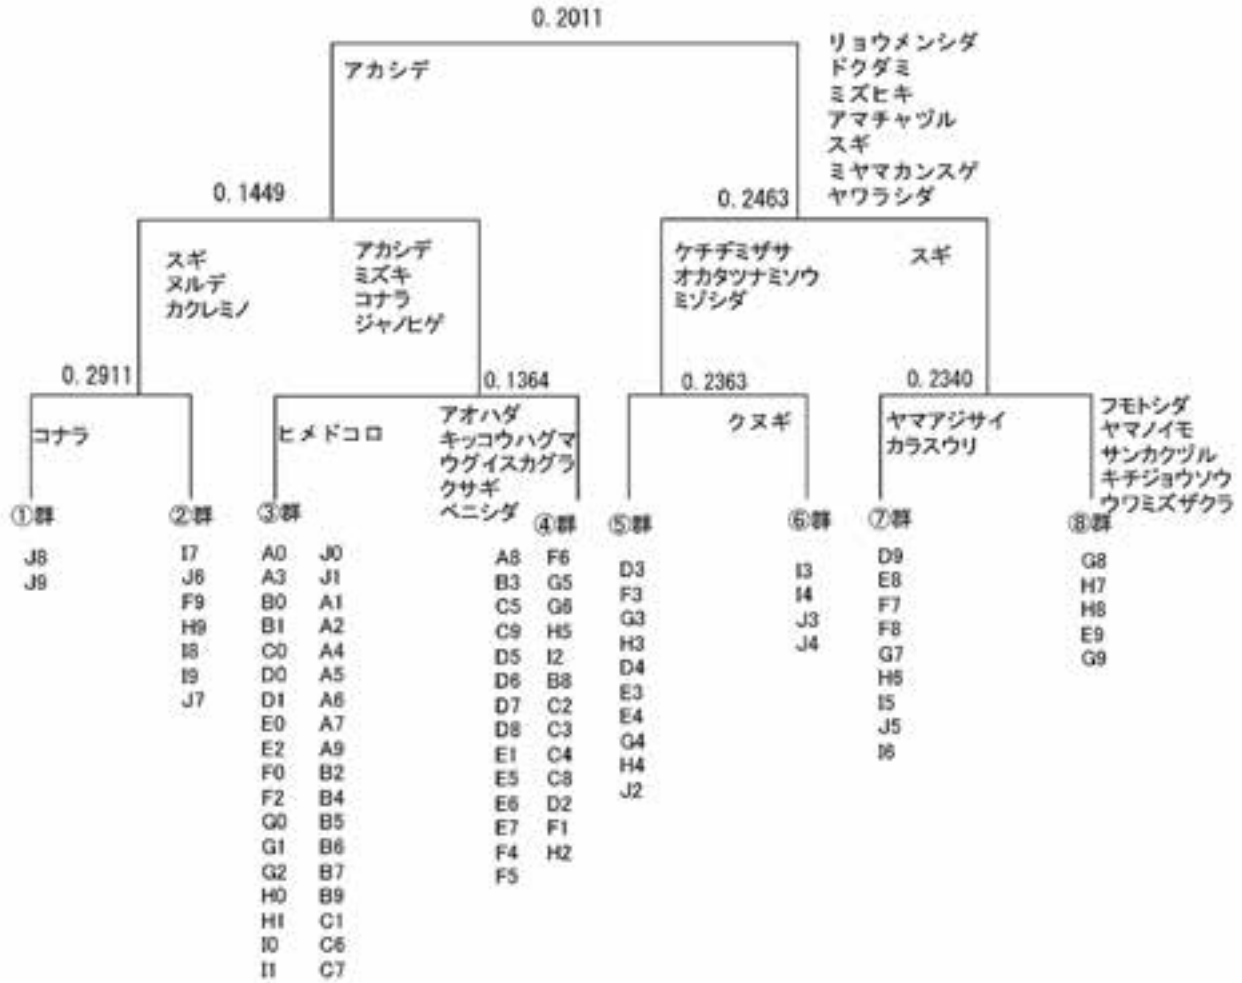 0.2011
アカシデ
リョウメンシダ
ドクダミ
ミズヒキ
アマチャヅル
スギ
ミヤマカンスゲ
ヤワラシダ
0.1449
0.2463
スギ
ヌルデ
カクレミノ
アカシデ
ミズキ
コナラ
ジャノヒゲ
ケチヂミザサ
オカタツナミソウ
ミゾシダ
スギ
0.2911
0.1364
0.2363
0.2340
コナラ
ヒメドコロ
アオハダ
キッコウハグマ
ウグイスカグラ
クサギ
ベニシダ
クヌギ
ヤマアジサイ
カラスウリ
フモトシダ
ヤマノイモ
サンカクヅル
キチジョウソウ
ウワミズザクラ
①群
J8
J9
②群
I7
J6
F9
H9
I8
I9
J7
③群
A0 J0
A3 J1
B0 A1
B1 A2
C0 A4
D0 A5
D1 A6
E0 A7
E2 A9
F0 B2
F2 B4
G0 B5
G1 B6
G2 B7
H0 B9
H1 C1
I0 C6
I1 C7
④群
A8 F6
B3 G5
C5 G6
C9 H5
D5 I2
D6 B8
D7 C2
D8 C3
E1 C4
E5 C8
E6 D2
E7 F1
F4 H2
F5
⑤群
D3
F3
G3
H3
D4
E3
E4
G4
H4
J2
⑥群
I3
I4
J3
J4
⑦群
D9
E8
F7
F8
G7
H6
I5
J5
I6
⑧群
G8
H7
H8
E9
G9